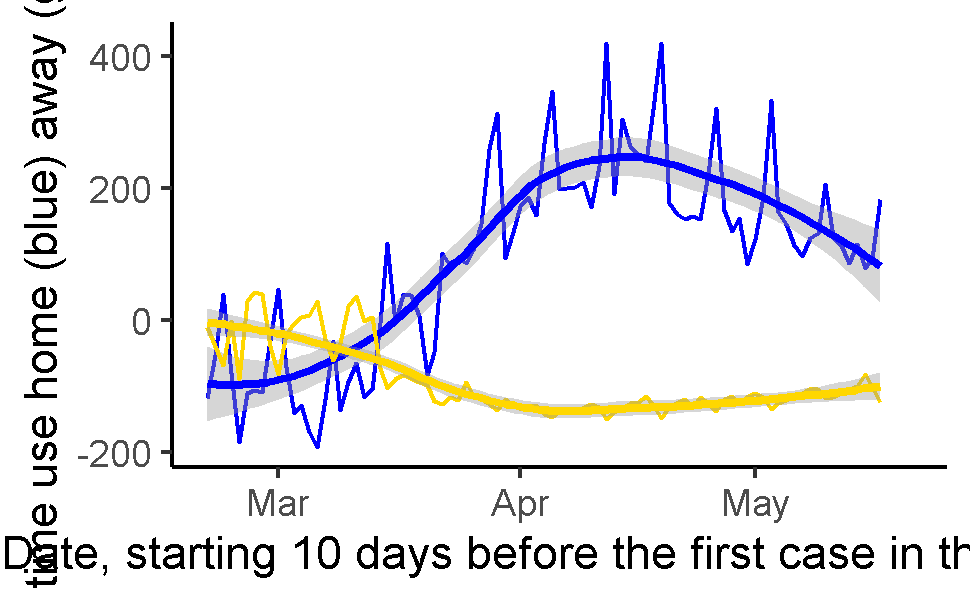 time use home (blue) away (
400
200
0
-200
Mar Apr May
Date, starting 10 days before the first case in th